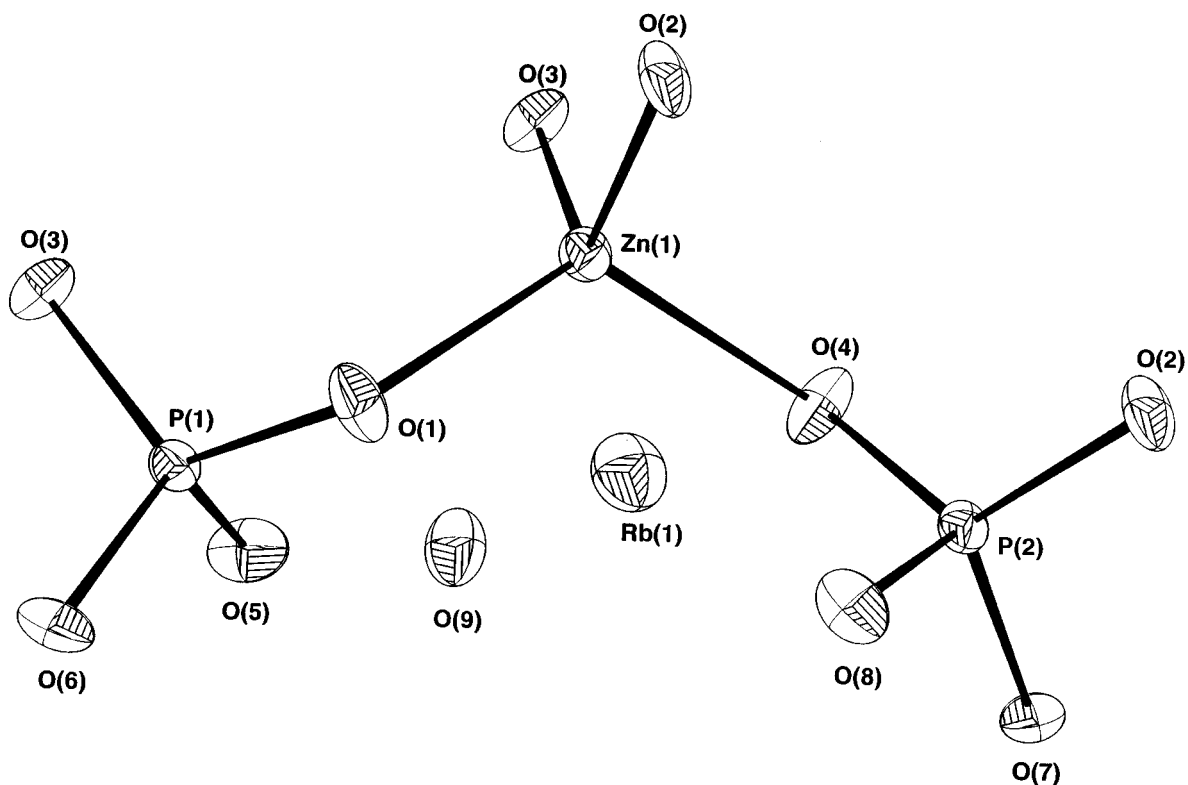 O(2)
O(3)
O(3)
Zn(1)
O(4)
O(2)
P(1)
O(1)
Rb(1)
P(2)
O(5)
O(9)
O(6)
O(8)
O(7)